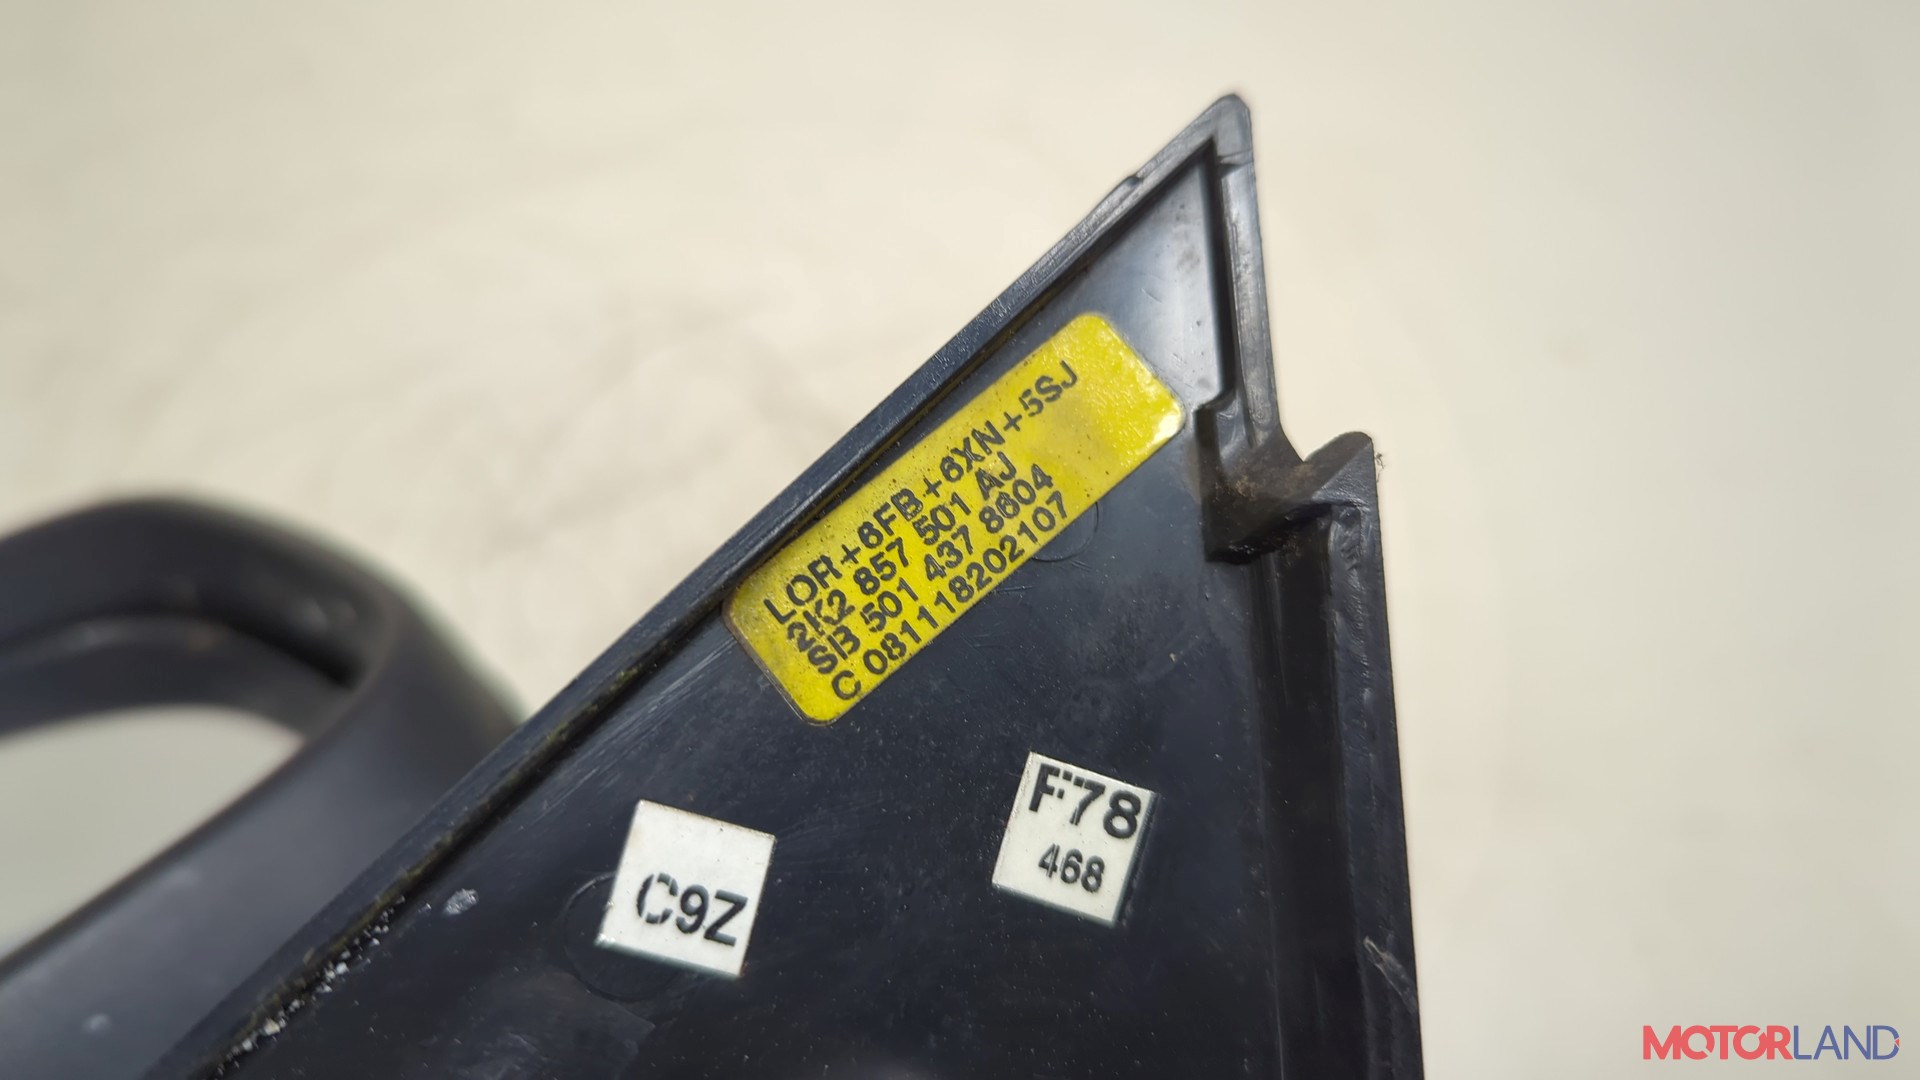 LOR+6FB+6XN+5SJ
2K2 857 501 AJ
SB 501 437 8604
C 081118202107
F78
468
C9Z
MOTORLAND